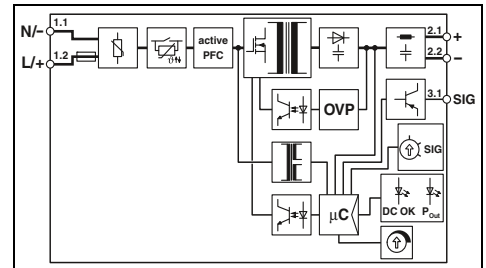 N/- 1.1
L/+ 1.2
ϑ
active
PFC
2.1 +
2.2 −
OVP
3.1 SIG
SIG
µC
DC OK POut